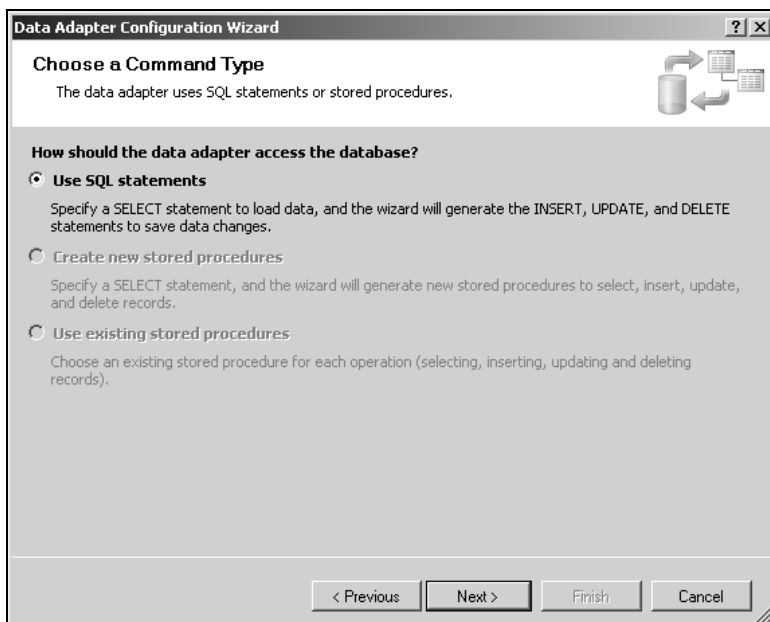 Data Adapter Configuration Wizard
Choose a Command Type
The data adapter uses SQL statements or stored procedures.
How should the data adapter access the database?
Use SQL statements
Specify a SELECT statement to load data, and the wizard will generate the INSERT, UPDATE, and DELETE
statements to save data changes.
Create new stored procedures
Specify a SELECT statement, and the wizard will generate new stored procedures to select, insert, update,
and delete records.
Use existing stored procedures
Choose an existing stored procedure for each operation (selecting, inserting, updating and deleting
records).
< Previous Next > Finish Cancel